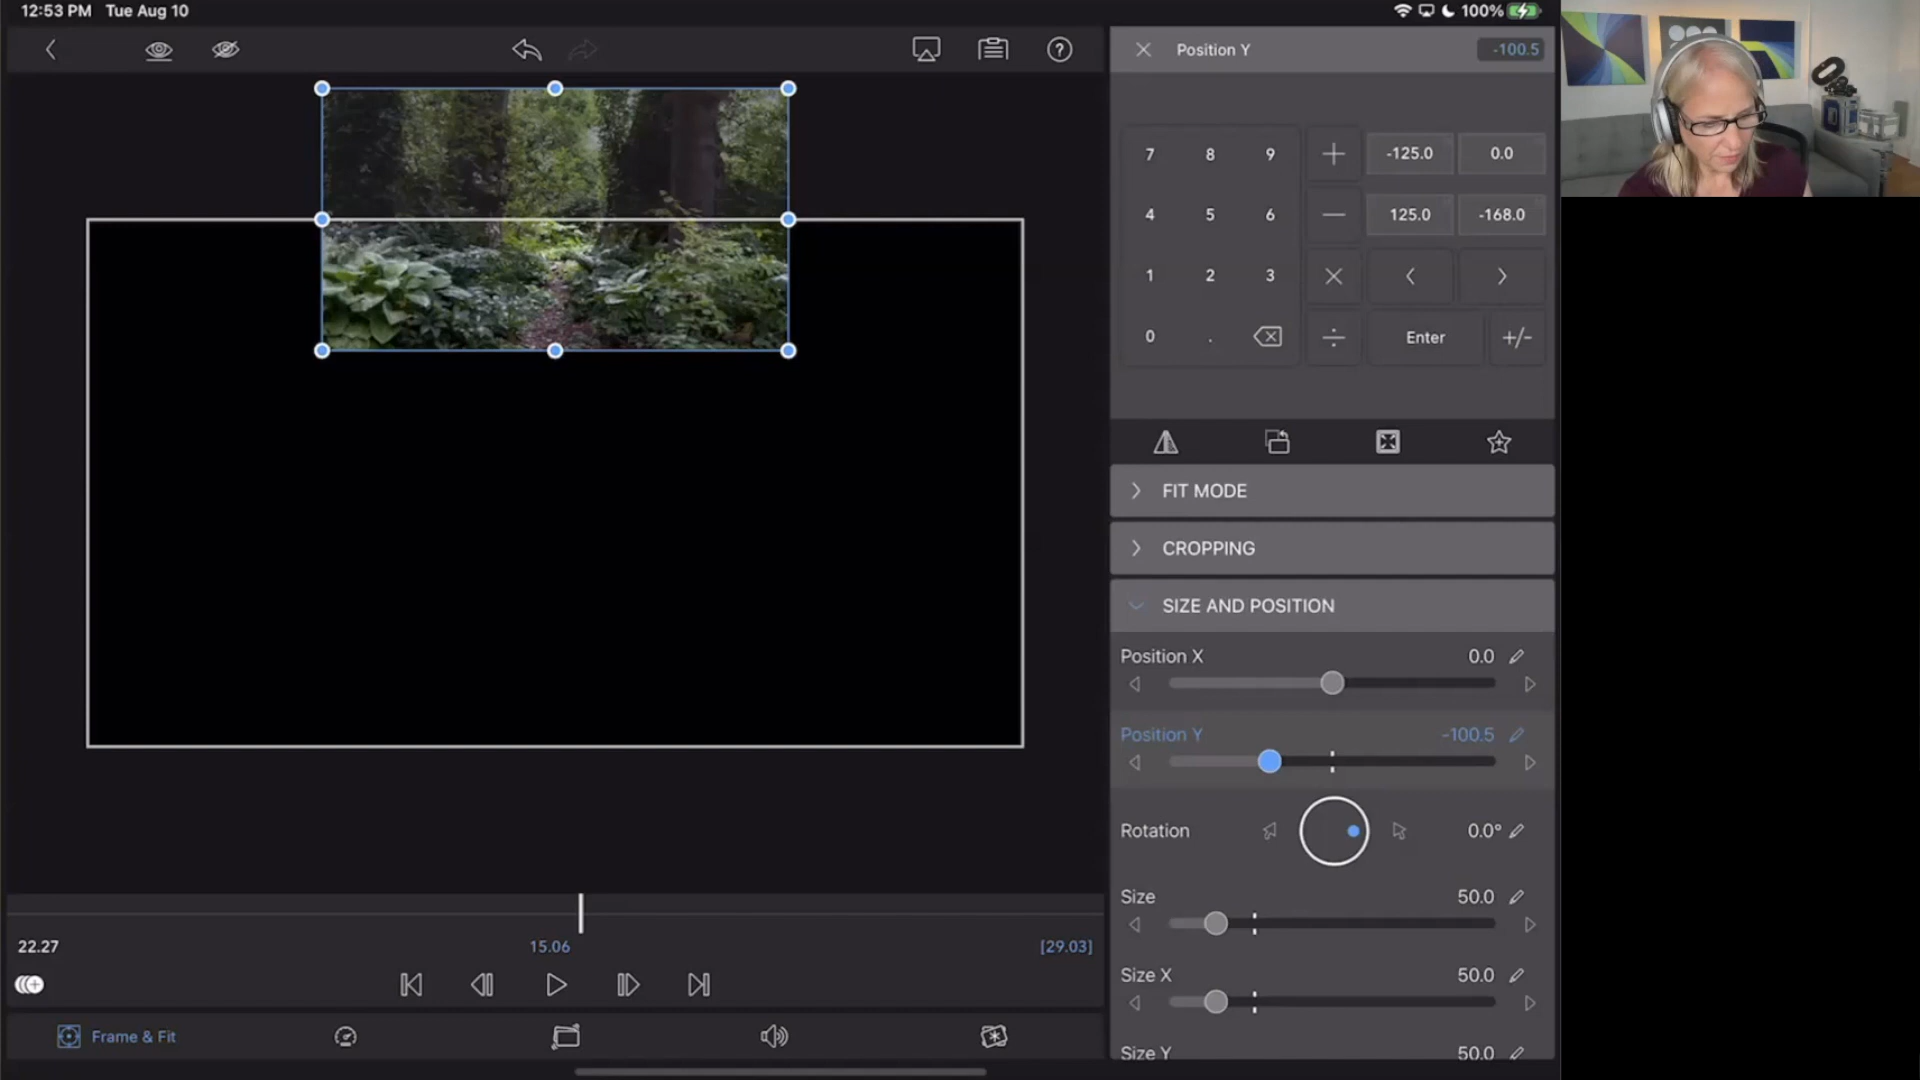 12:53 PM Tue Aug 10
100%
Position Y -100.5
7 8 9 -125.0 0.0
4 5 6 125.0 -168.0
1 2 3
0 . Enter +/-
FIT MODE
CROPPING
SIZE AND POSITION
Position X 0.0
Position Y -100.5
Rotation 0.0°
Size 50.0
Size X 50.0
Size Y 50.0
22.27 15.06 [29.03]
Frame & Fit